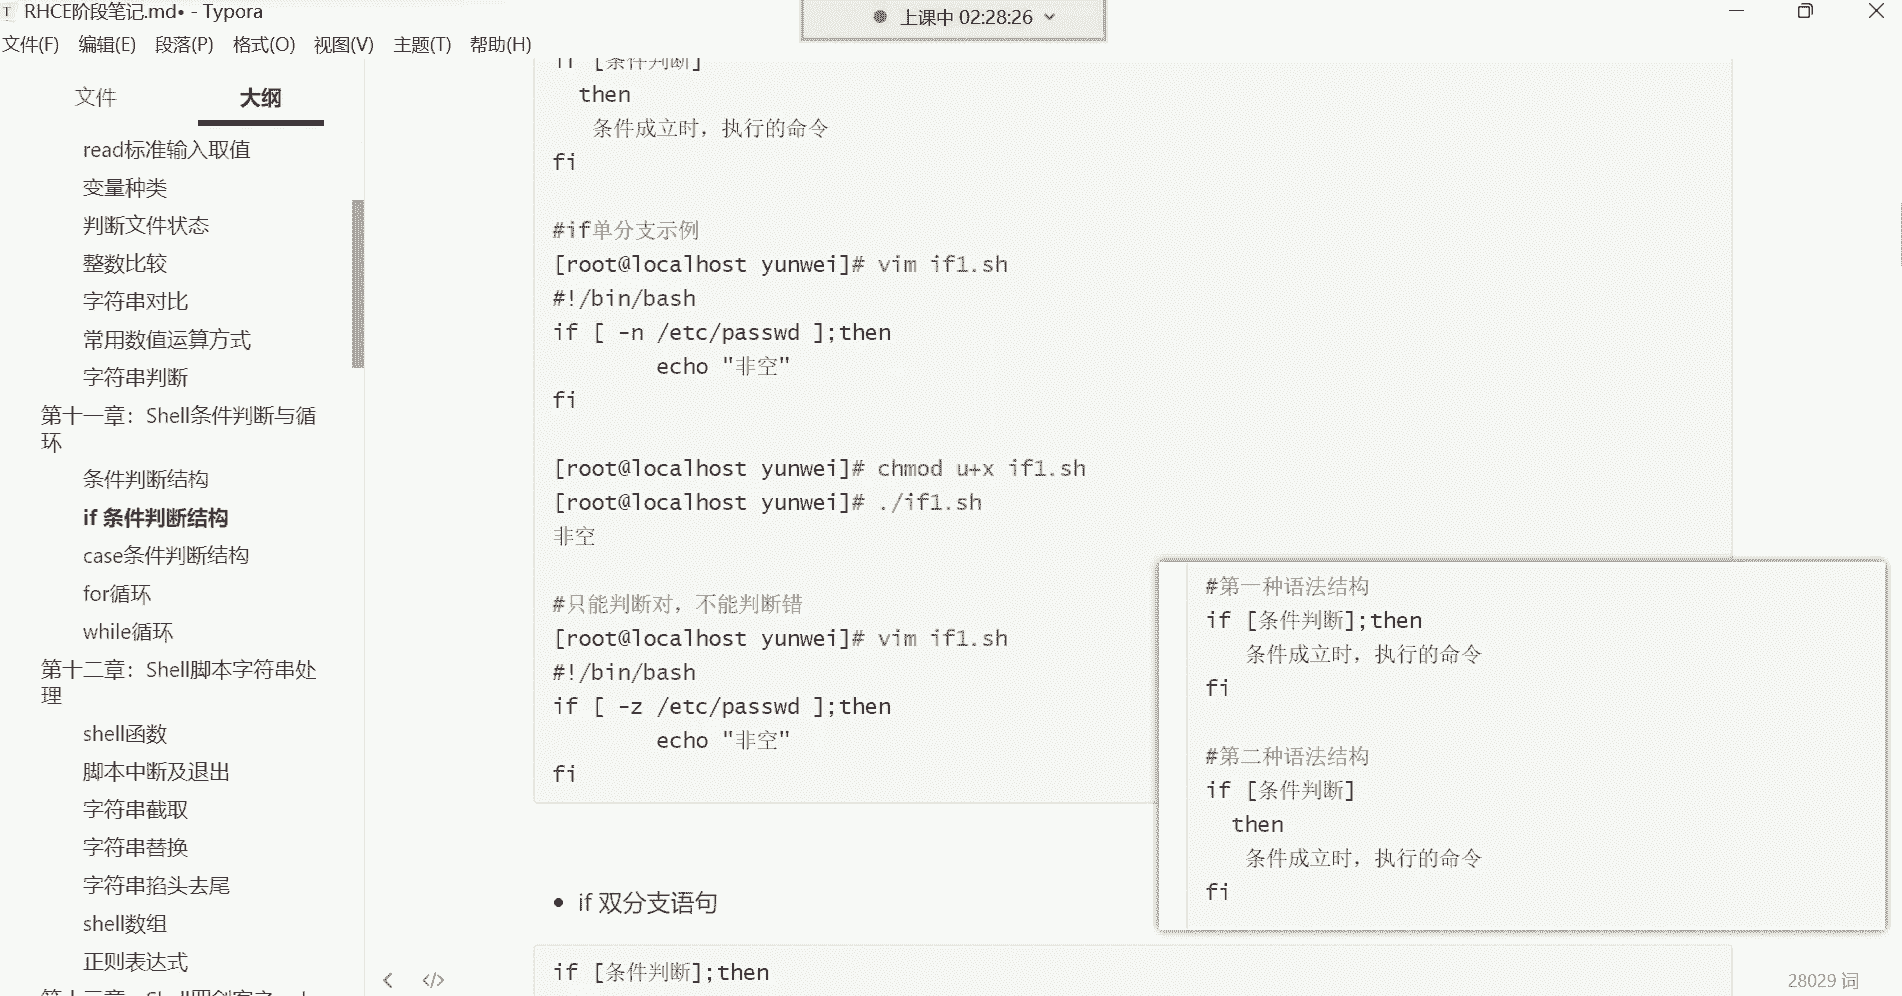 RHCE阶段笔记.md• - Typora
上课中 02:28:26
文件(F) 编辑(E) 段落(P) 格式(O) 视图(V) 主题(T) 帮助(H)
文件 大纲
read标准输入取值
变量种类
判断文件状态
整数比较
字符串对比
常用数值运算方式
字符串判断
第十一章：Shell条件判断与循
环
条件判断结构
if 条件判断结构
case条件判断结构
for循环
while循环
第十二章：Shell脚本字符串处
理
shell函数
脚本中断及退出
字符串截取
字符串替换
字符串掐头去尾
shell数组
正则表达式
if [条件判断]
then
条件成立时，执行的命令
fi
#if单分支示例
[root@localhost yunwei]# vim if1.sh
#!/bin/bash
if [ -n /etc/passwd ];then
echo "非空"
fi
[root@localhost yunwei]# chmod u+x if1.sh
[root@localhost yunwei]# ./if1.sh
非空
#只能判断对，不能判断错
[root@localhost yunwei]# vim if1.sh
#!/bin/bash
if [ -z /etc/passwd ];then
echo "非空"
fi
• if 双分支语句
if [条件判断];then
#第一种语法结构
if [条件判断];then
条件成立时，执行的命令
fi
#第二种语法结构
if [条件判断]
then
条件成立时，执行的命令
fi
28029 词